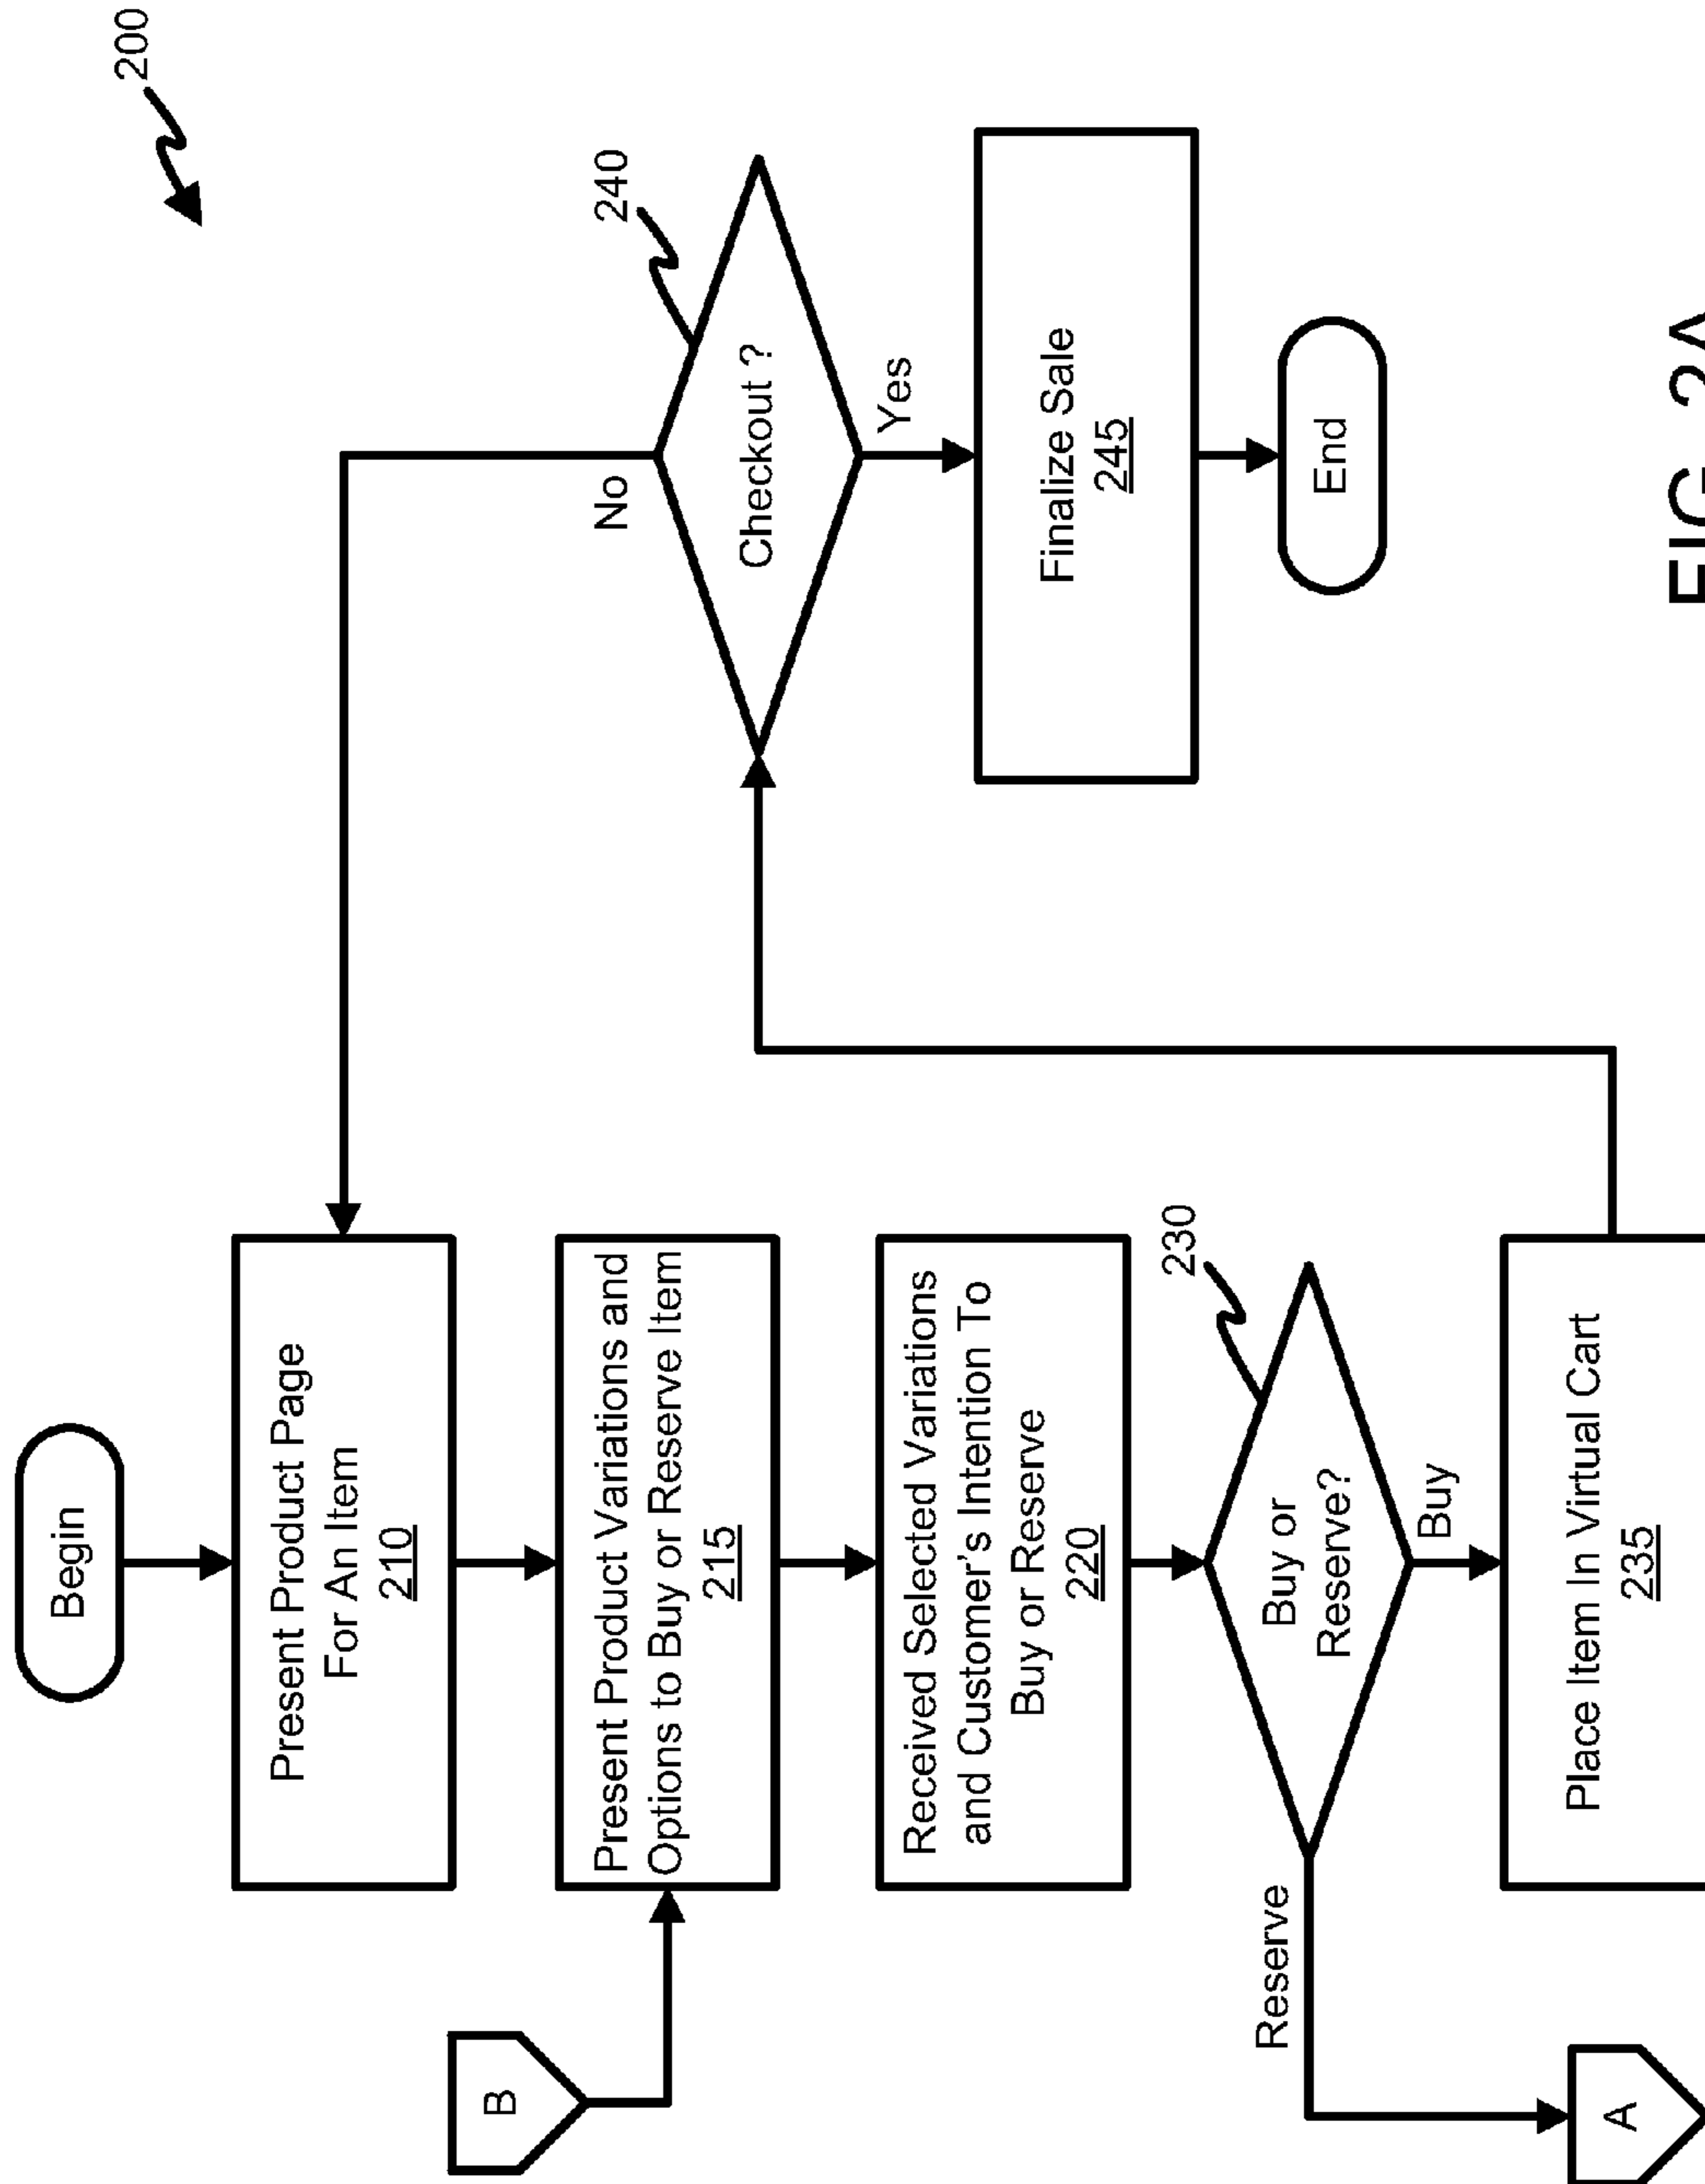 200
Begin
Present Product Page
For An Item
210
B
Present Product Variations and
Options to Buy or Reserve Item
215
Received Selected Variations
and Customer's Intention To
Buy or Reserve
220
230
Buy or
Reserve?
Reserve
Buy
A
Place Item In Virtual Cart
235
240
No
Checkout ?
Yes
Finalize Sale
245
End
FIG. 2A